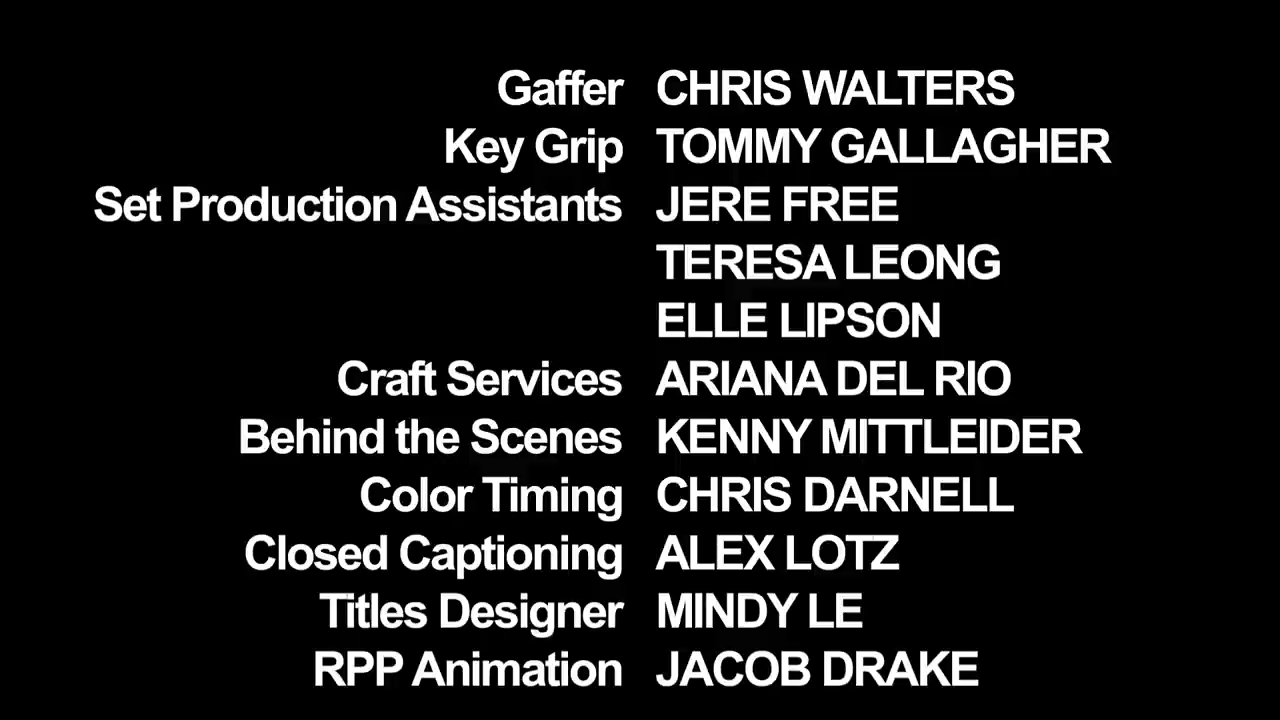 Gaffer CHRIS WALTERS
Key Grip TOMMY GALLAGHER
Set Production Assistants JERE FREE
TERESA LEONG
ELLE LIPSON
Craft Services ARIANA DEL RIO
Behind the Scenes KENNY MITTLEIDER
Color Timing CHRIS DARNELL
Closed Captioning ALEX LOTZ
Titles Designer MINDY LE
RPP Animation JACOB DRAKE